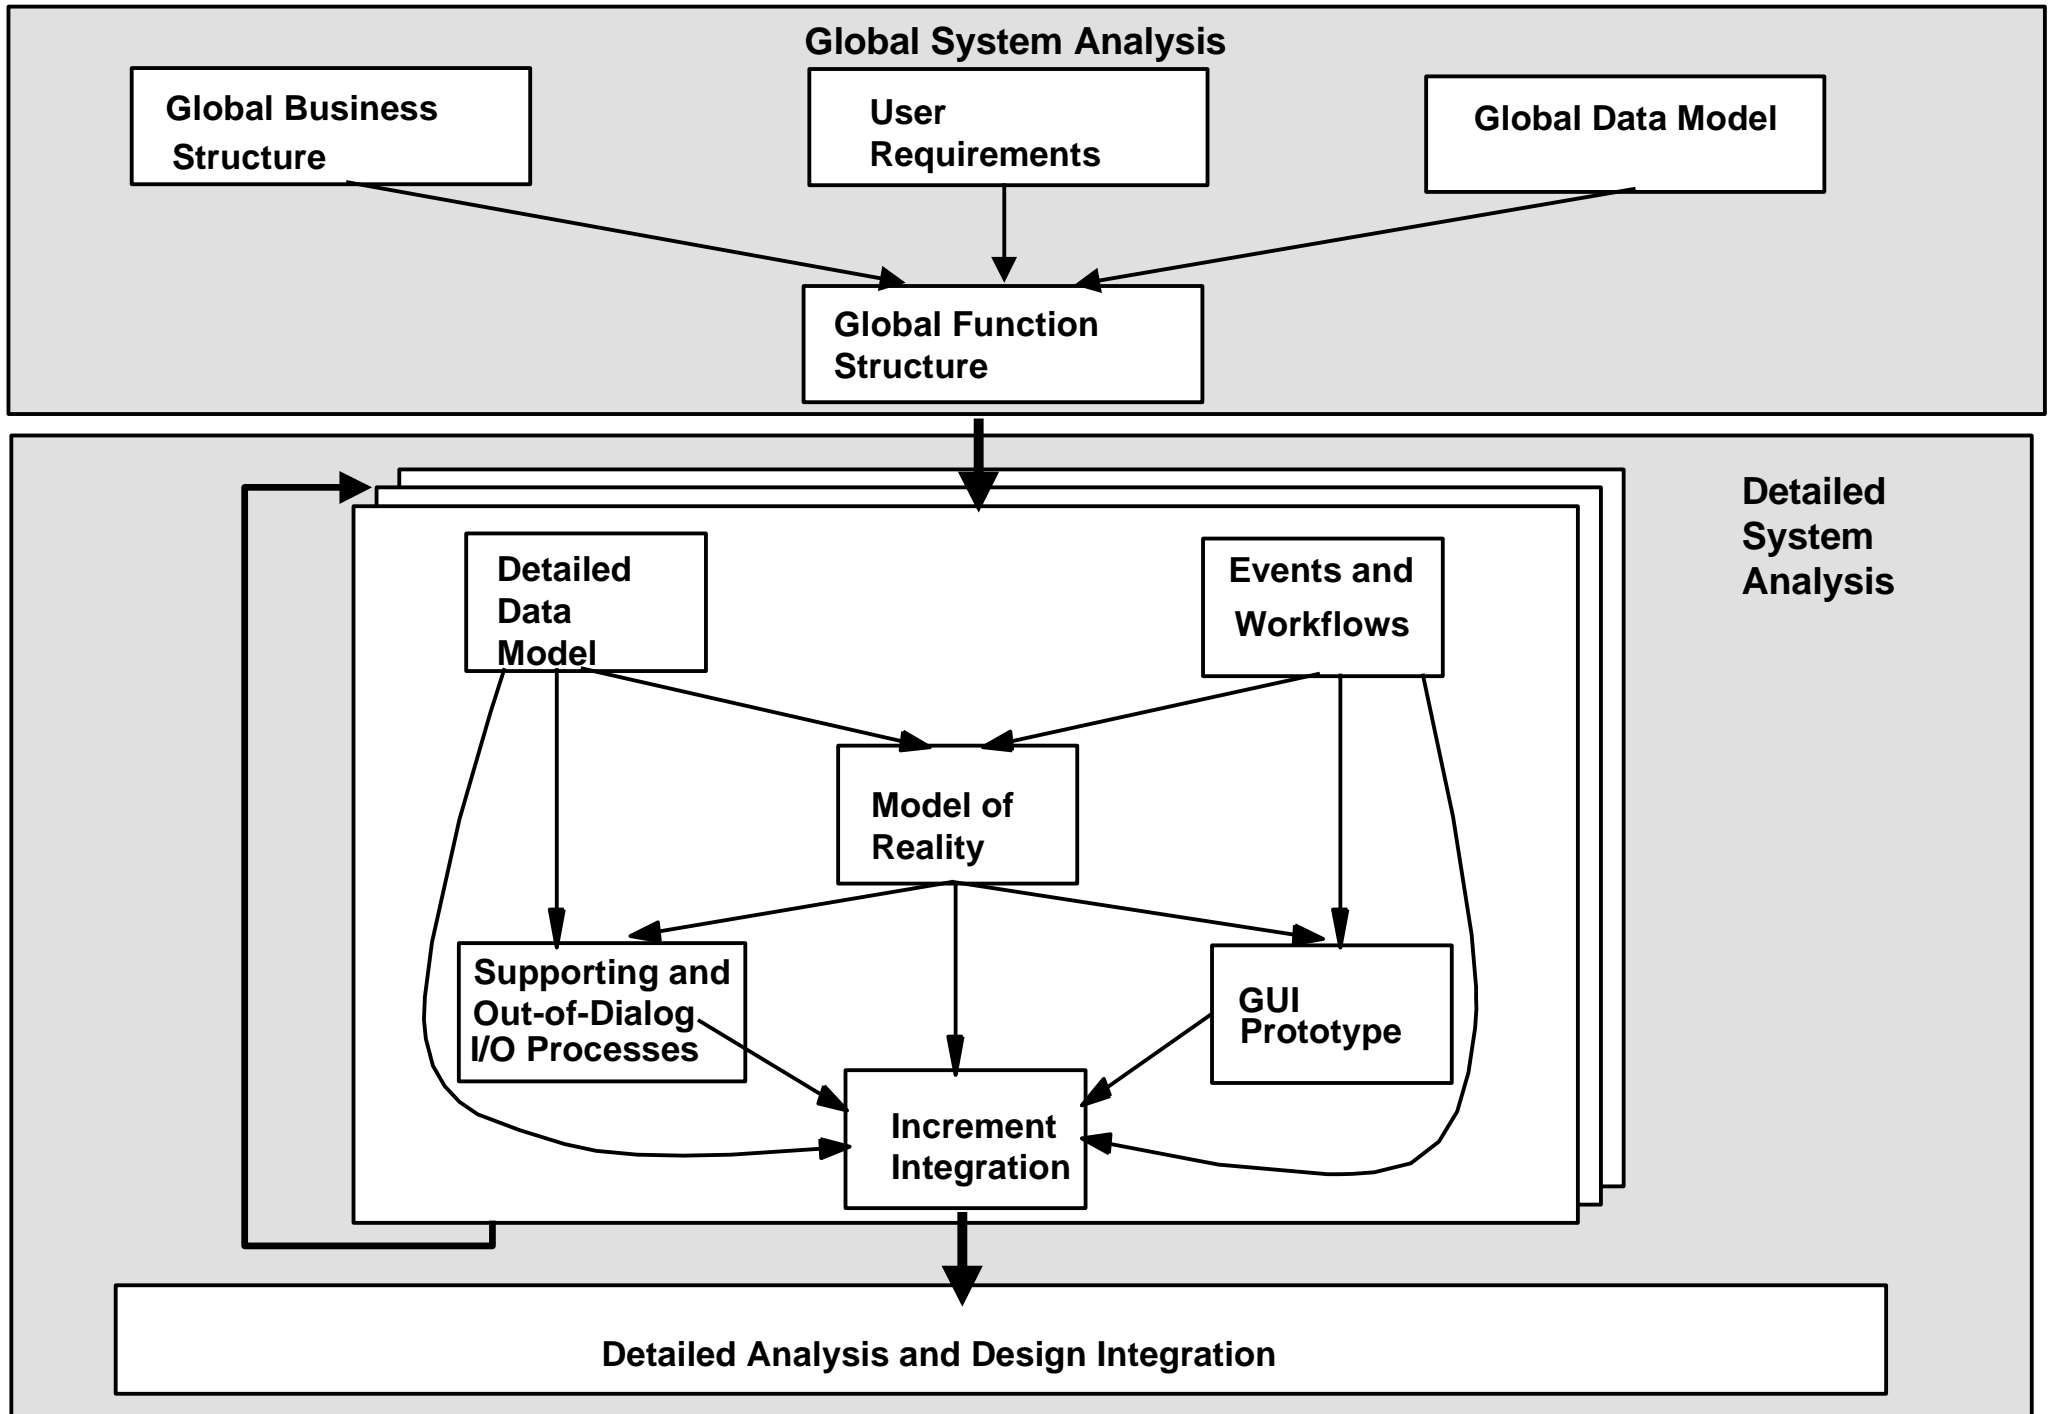 Global System Analysis
Global Business
Structure
User
Requirements
Global Data Model
Global Function
Structure
Detailed
System
Analysis
Detailed
Data
Model
Events and
Workflows
Model of
Reality
Supporting and
Out-of-Dialog
I/O Processes
GUI
Prototype
Increment
Integration
Detailed Analysis and Design Integration